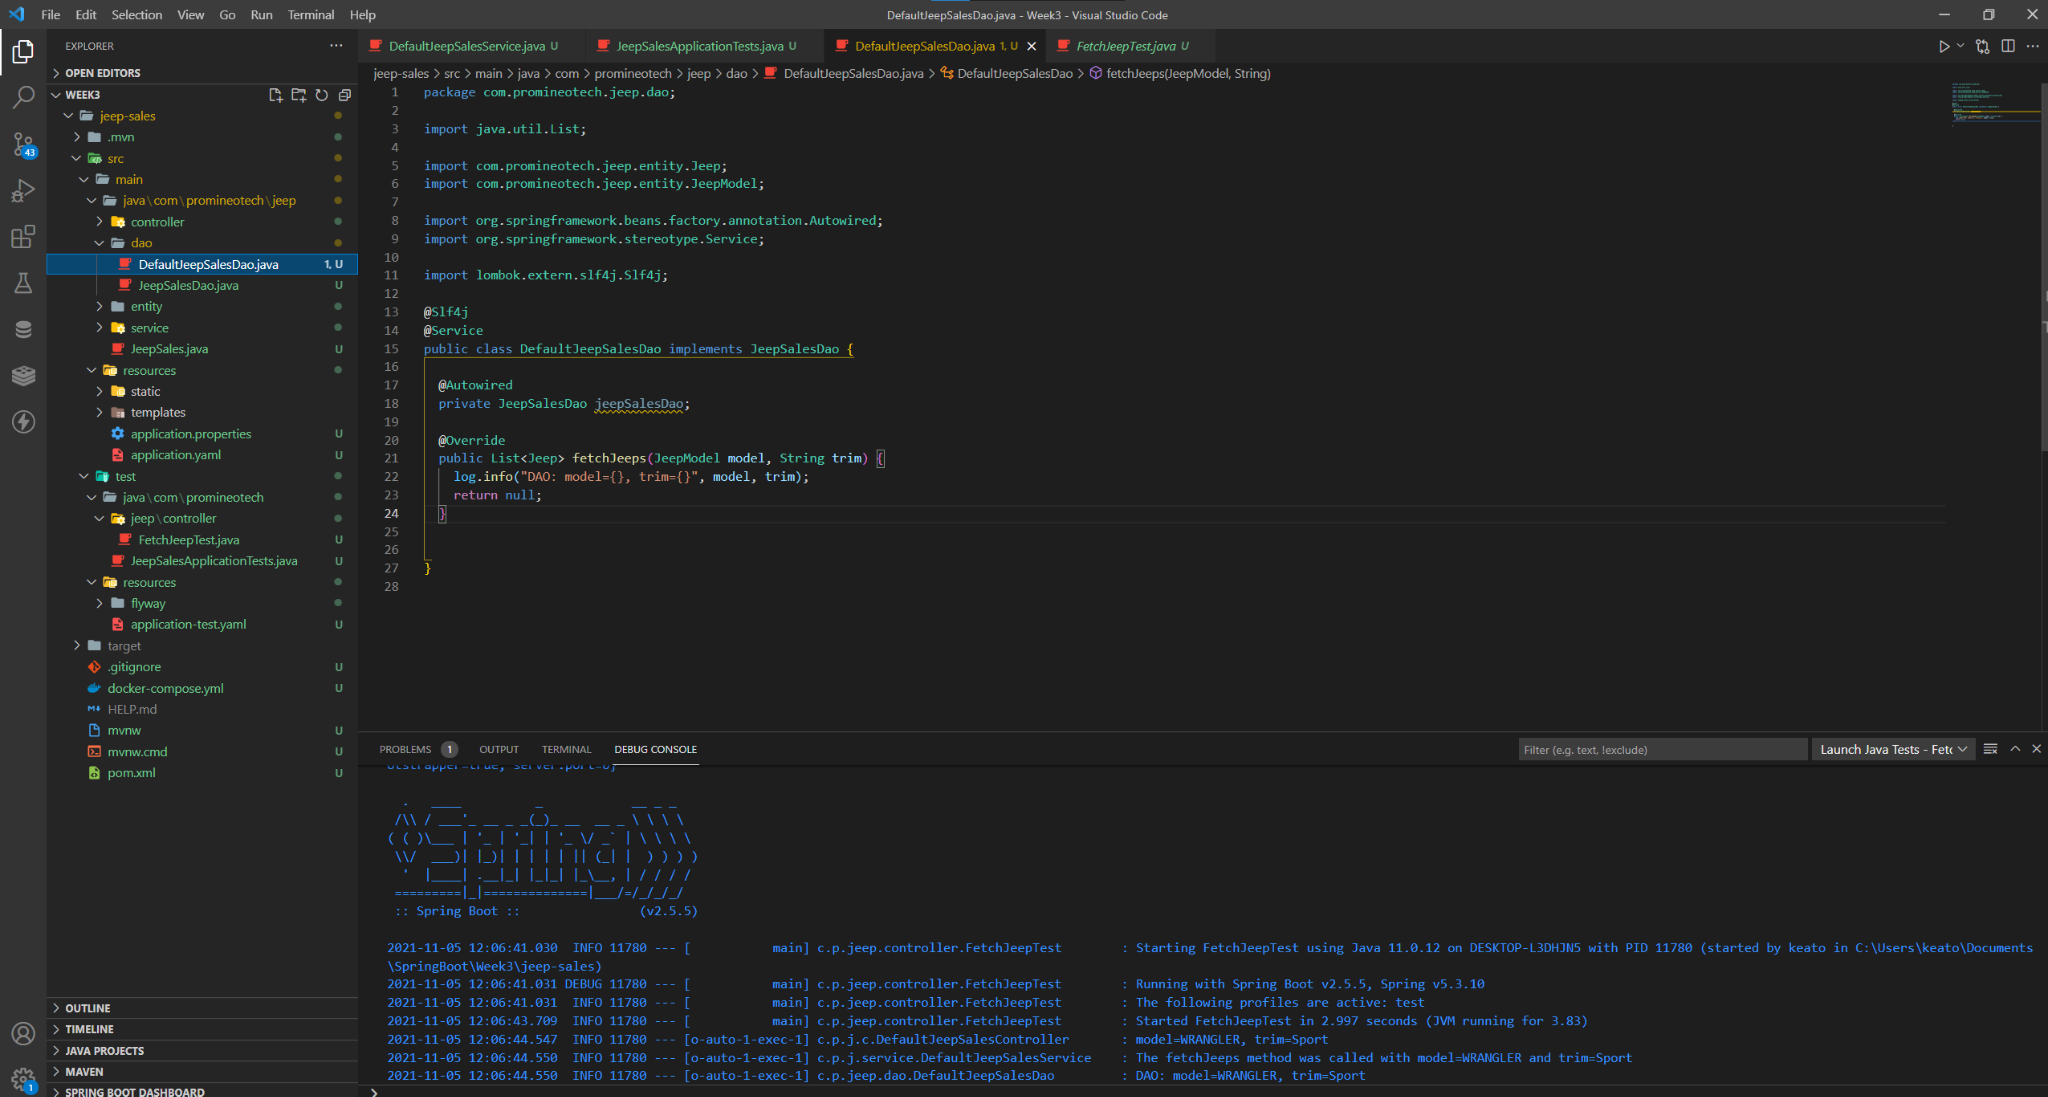 File Edit Selection View Go Run Terminal Help
DefaultJeepSalesDao.java - Week3 - Visual Studio Code
EXPLORER
OPEN EDITORS
WEEK3
jeep-sales
.mvn
src
main
java\com\promineotech\jeep
controller
dao
DefaultJeepSalesDao.java 1, U
JeepSalesDao.java U
entity
service
JeepSales.java U
resources
static
templates
application.properties U
application.yaml U
test
java\com\promineotech
jeep\controller
FetchJeepTest.java U
JeepSalesApplicationTests.java U
resources
flyway
application-test.yaml U
target
.gitignore U
docker-compose.yml U
HELP.md
mvnw U
mvnw.cmd U
pom.xml U
OUTLINE
TIMELINE
JAVA PROJECTS
MAVEN
SPRING BOOT DASHBOARD
43
1
DefaultJeepSalesService.java U JeepSalesApplicationTests.java U DefaultJeepSalesDao.java 1, U FetchJeepTest.java U
jeep-sales > src > main > java > com > promineotech > jeep > dao > DefaultJeepSalesDao.java > DefaultJeepSalesDao > fetchJeeps(JeepModel, String)
1 package com.promineotech.jeep.dao;
2
3 import java.util.List;
4
5 import com.promineotech.jeep.entity.Jeep;
6 import com.promineotech.jeep.entity.JeepModel;
7
8 import org.springframework.beans.factory.annotation.Autowired;
9 import org.springframework.stereotype.Service;
10
11 import lombok.extern.slf4j.Slf4j;
12
13 @Slf4j
14 @Service
15 public class DefaultJeepSalesDao implements JeepSalesDao {
16
17 @Autowired
18 private JeepSalesDao jeepSalesDao;
19
20 @Override
21 public List<Jeep> fetchJeeps(JeepModel model, String trim) {
22 log.info("DAO: model={}, trim={}", model, trim);
23 return null;
24 }
25
26
27 }
28
PROBLEMS 1 OUTPUT TERMINAL DEBUG CONSOLE
Filter (e.g. text, !exclude)
Launch Java Tests - Fetc
:: Spring Boot :: (v2.5.5)
2021-11-05 12:06:41.030 INFO 11780 --- [ main] c.p.jeep.controller.FetchJeepTest : Starting FetchJeepTest using Java 11.0.12 on DESKTOP-L3DHJN5 with PID 11780 (started by keato in C:\Users\keato\Documents
\SpringBoot\Week3\jeep-sales)
2021-11-05 12:06:41.031 DEBUG 11780 --- [ main] c.p.jeep.controller.FetchJeepTest : Running with Spring Boot v2.5.5, Spring v5.3.10
2021-11-05 12:06:41.031 INFO 11780 --- [ main] c.p.jeep.controller.FetchJeepTest : The following profiles are active: test
2021-11-05 12:06:43.709 INFO 11780 --- [ main] c.p.jeep.controller.FetchJeepTest : Started FetchJeepTest in 2.997 seconds (JVM running for 3.83)
2021-11-05 12:06:44.547 INFO 11780 --- [o-auto-1-exec-1] c.p.j.c.DefaultJeepSalesController : model=WRANGLER, trim=Sport
2021-11-05 12:06:44.550 INFO 11780 --- [o-auto-1-exec-1] c.p.j.service.DefaultJeepSalesService : The fetchJeeps method was called with model=WRANGLER and trim=Sport
2021-11-05 12:06:44.550 INFO 11780 --- [o-auto-1-exec-1] c.p.jeep.dao.DefaultJeepSalesDao : DAO: model=WRANGLER, trim=Sport